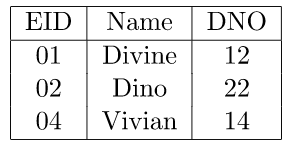 EID Name DNO
01 Divine 12
02 Dino 22
04 Vivian 14